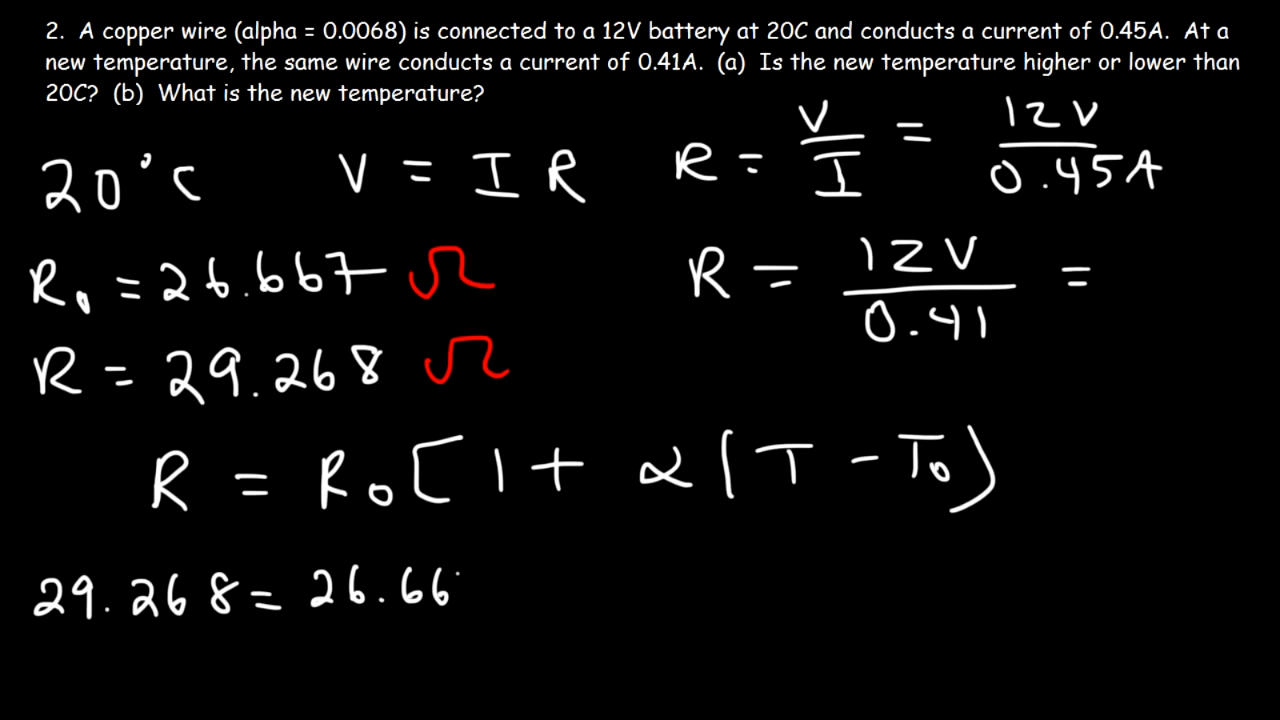 2. A copper wire (alpha = 0.0068) is connected to a 12V battery at 20C and conducts a current of 0.45A. At a
new temperature, the same wire conducts a current of 0.41A. (a) Is the new temperature higher or lower than
20C? (b) What is the new temperature?
20°C V = IR R = V/I = 12V/0.45A
R₀ = 26.667 Ω R = 12V/0.41 =
R = 29.268 Ω
R = R₀[1 + α(T - T₀)
29.268 = 26.66